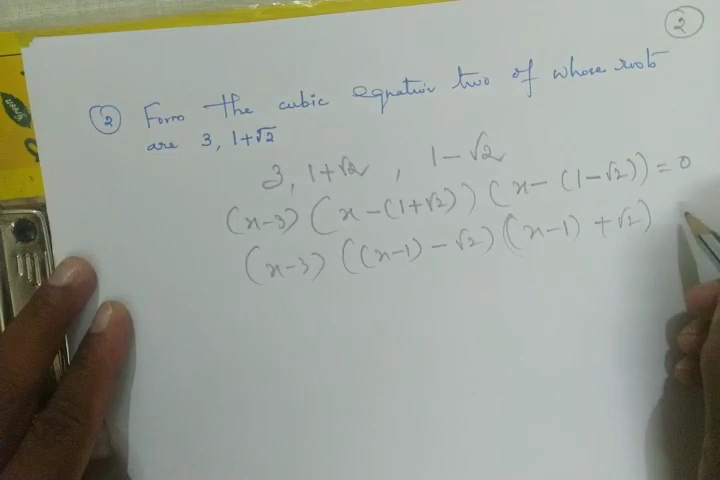 2
2 Form the cubic equation two of whose roots
are 3, 1+√2
3, 1+√2 , 1-√2
(x-3) (x-(1+√2)) (x-(1-√2)) = 0
(x-3) ((x-1)-√2) (x-1) +√2)